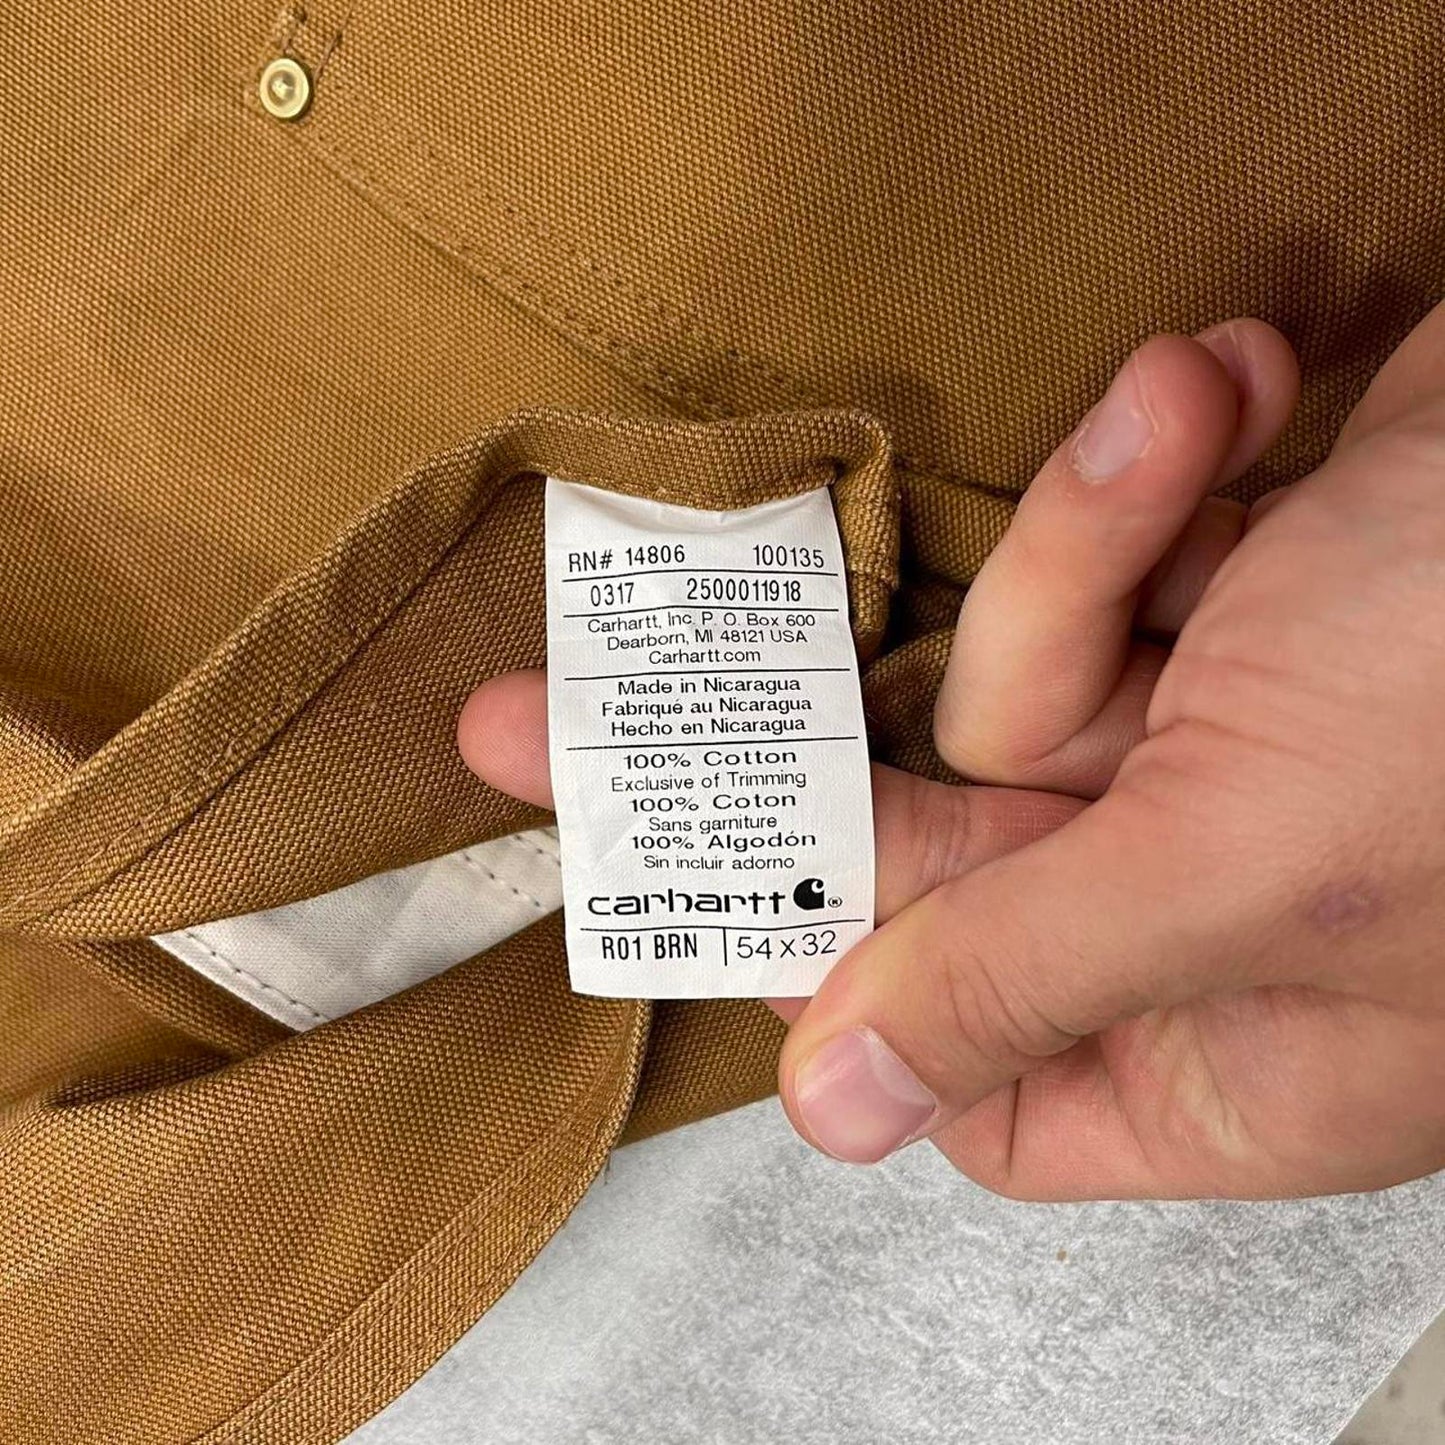 RN# 14806 100135
0317 2500011918
Carhartt, Inc. P. O. Box 600
Dearborn, MI 48121 USA
Carhartt.com
Made in Nicaragua
Fabriqué au Nicaragua
Hecho en Nicaragua
100% Cotton
Exclusive of Trimming
100% Coton
Sans garniture
100% Algodón
Sin incluir adorno
carhartt ®
R01 BRN 54 x 32